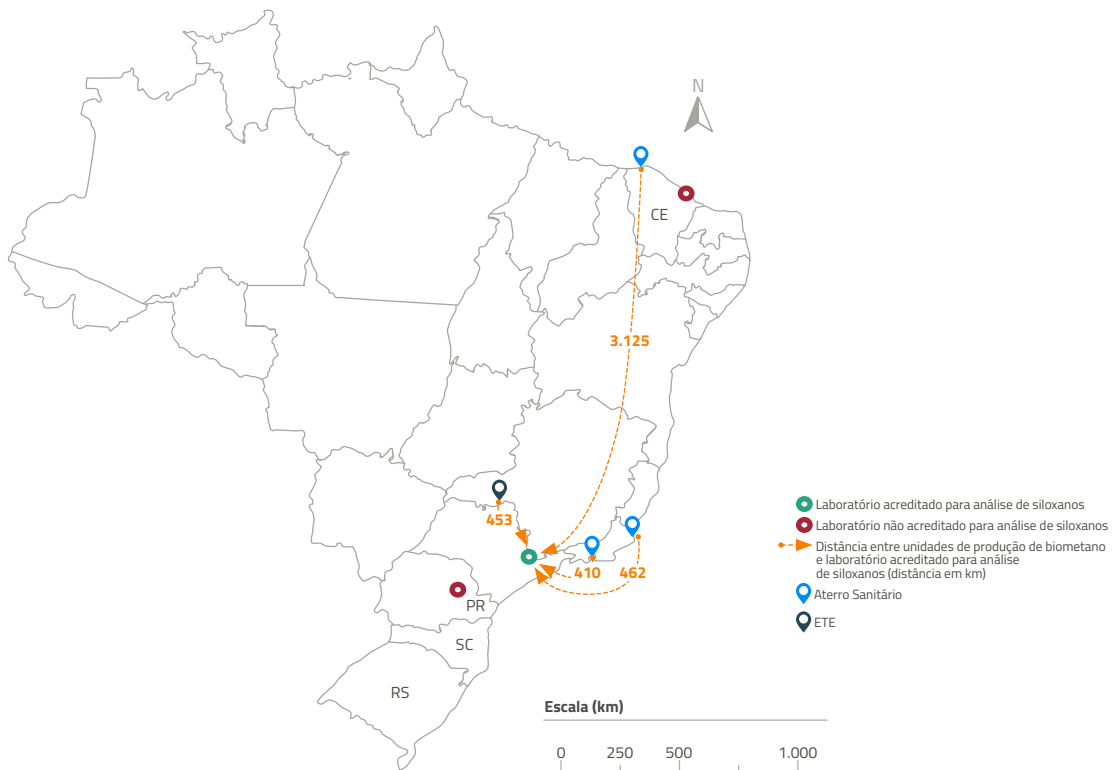 N
CE
3.125
453
410
462
PR
SC
RS
Laboratório acreditado para análise de siloxanos
Laboratório não acreditado para análise de siloxanos
Distância entre unidades de produção de biometano
e laboratório acreditado para análise
de siloxanos (distância em km)
Aterro Sanitário
ETE
Escala (km)
0 250 500 1.000